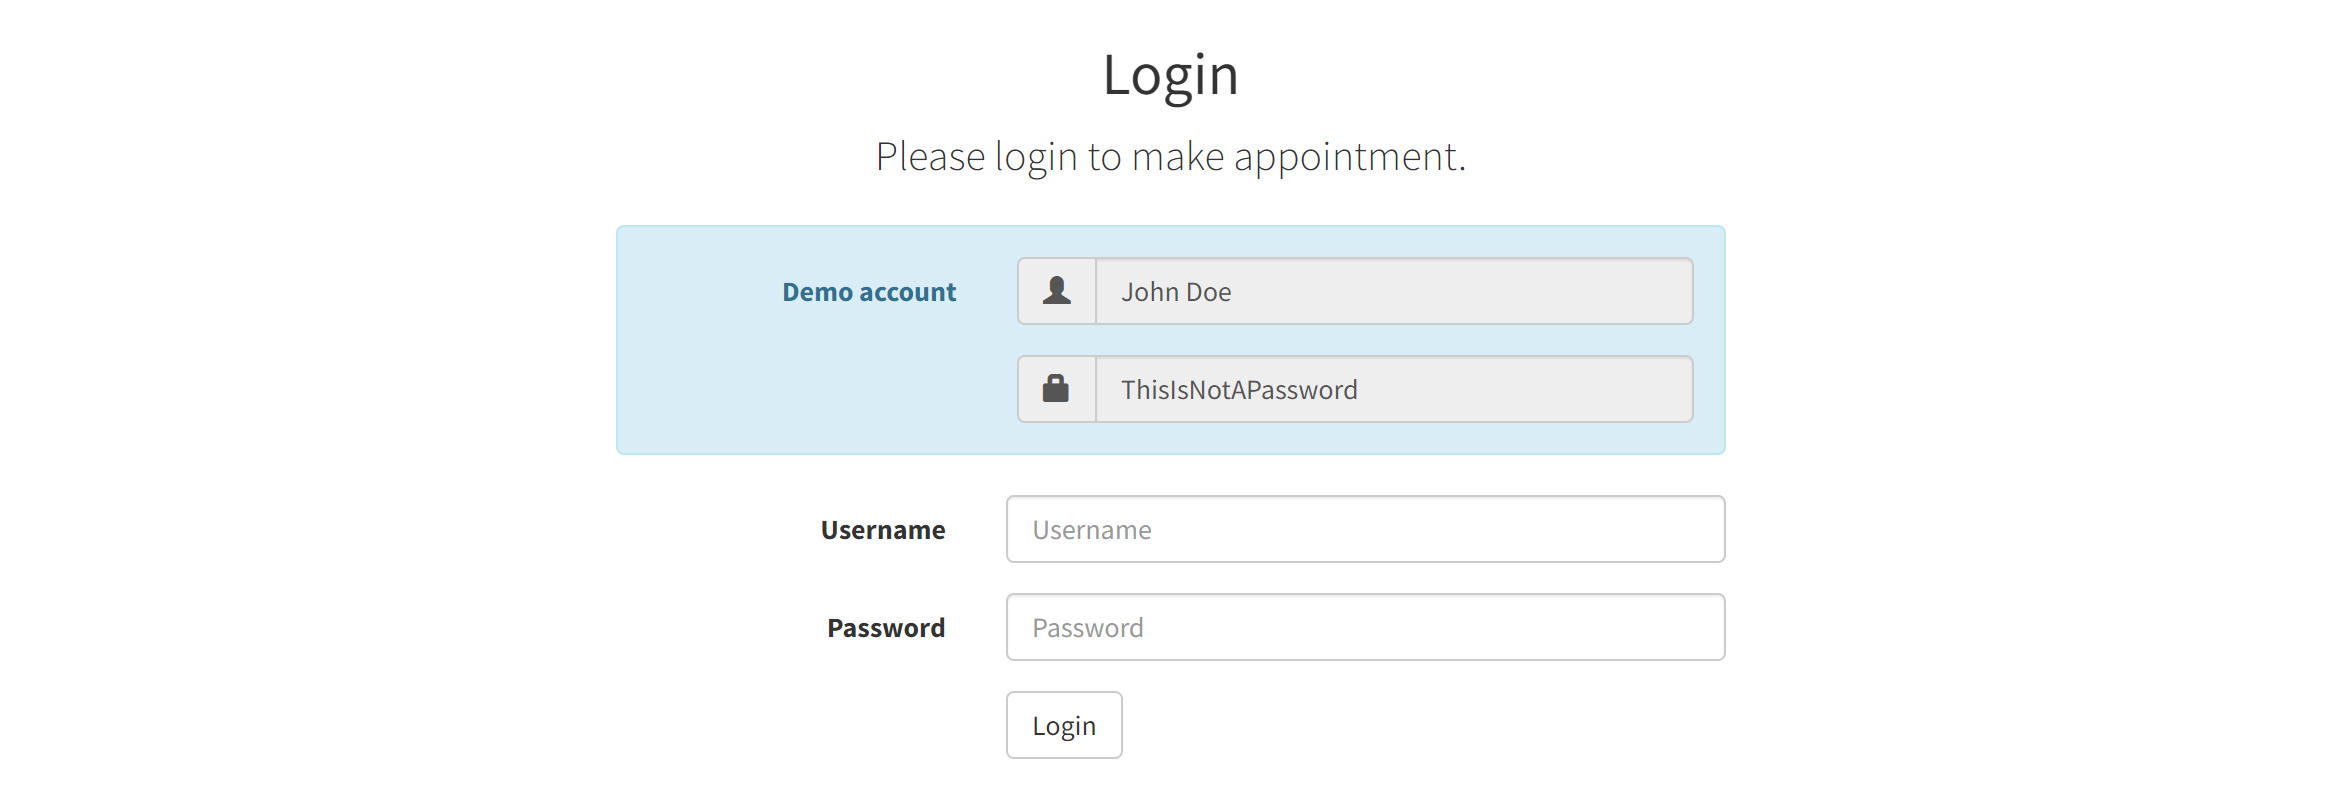 Login
Please login to make appointment.
Demo account John Doe
ThisIsNotAPassword
Username Username
Password Password
Login